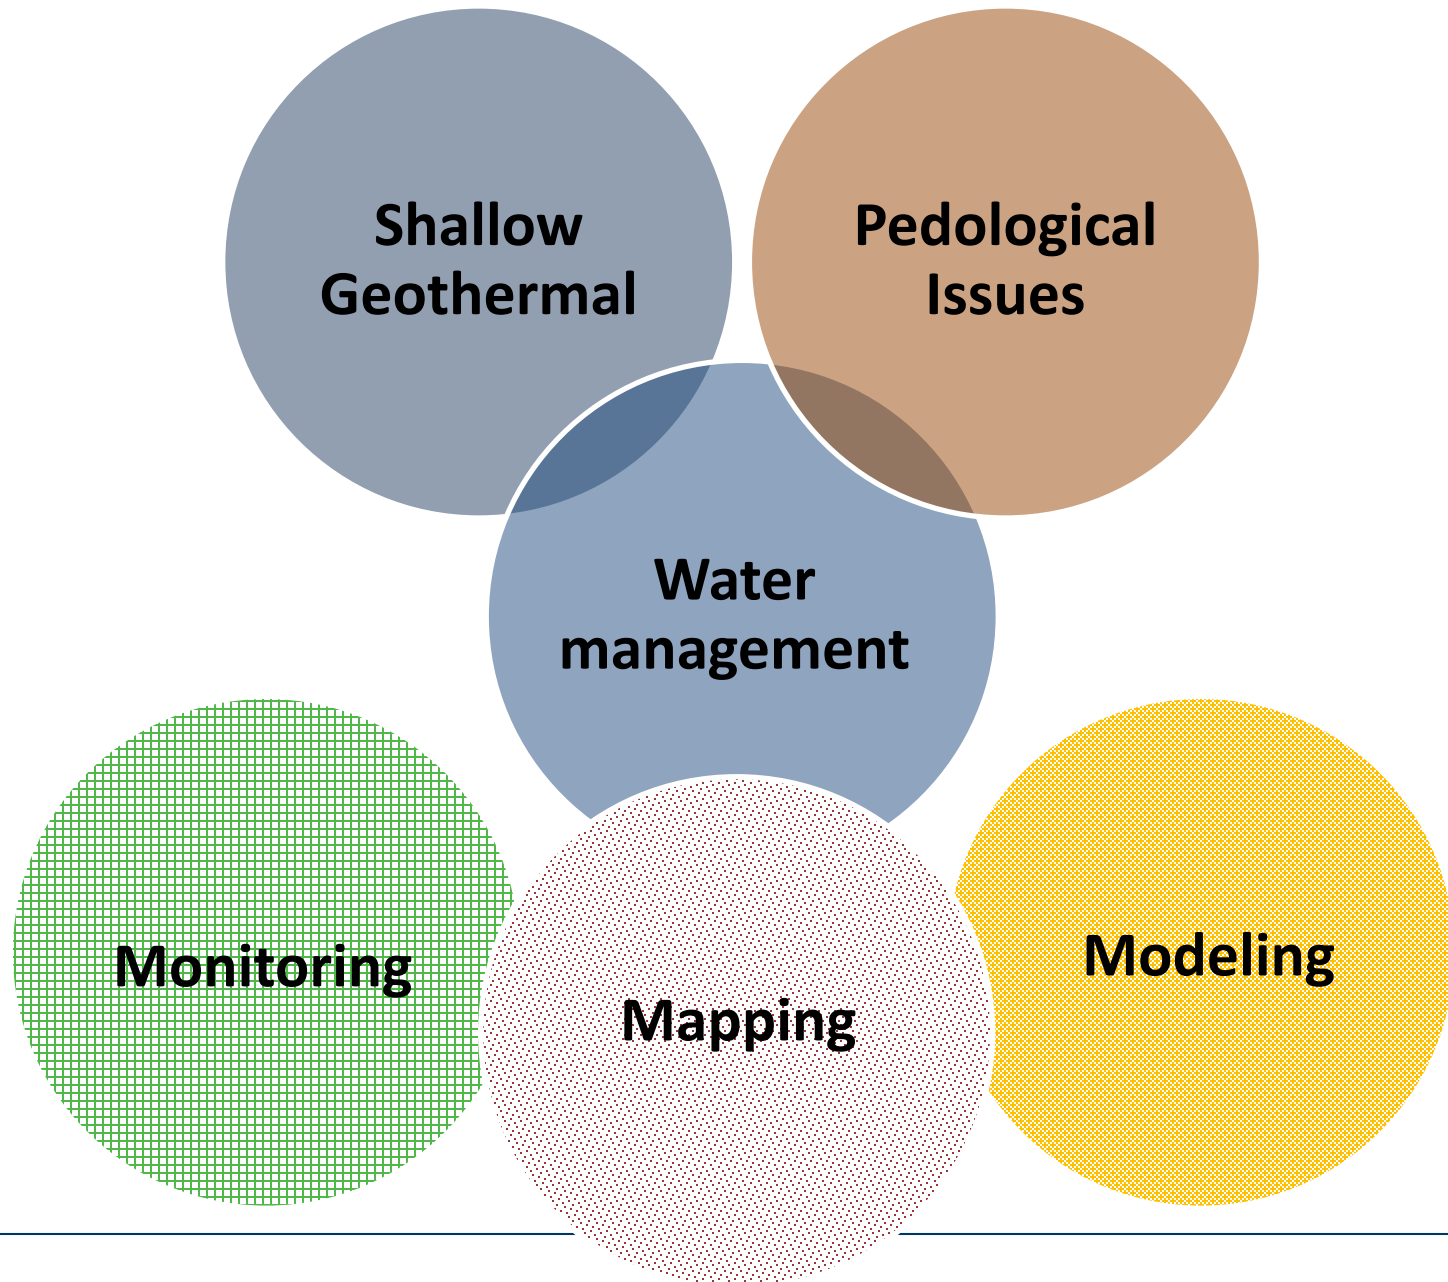 Shallow
Geothermal
Pedological
Issues
Water
management
Monitoring
Mapping
Modeling